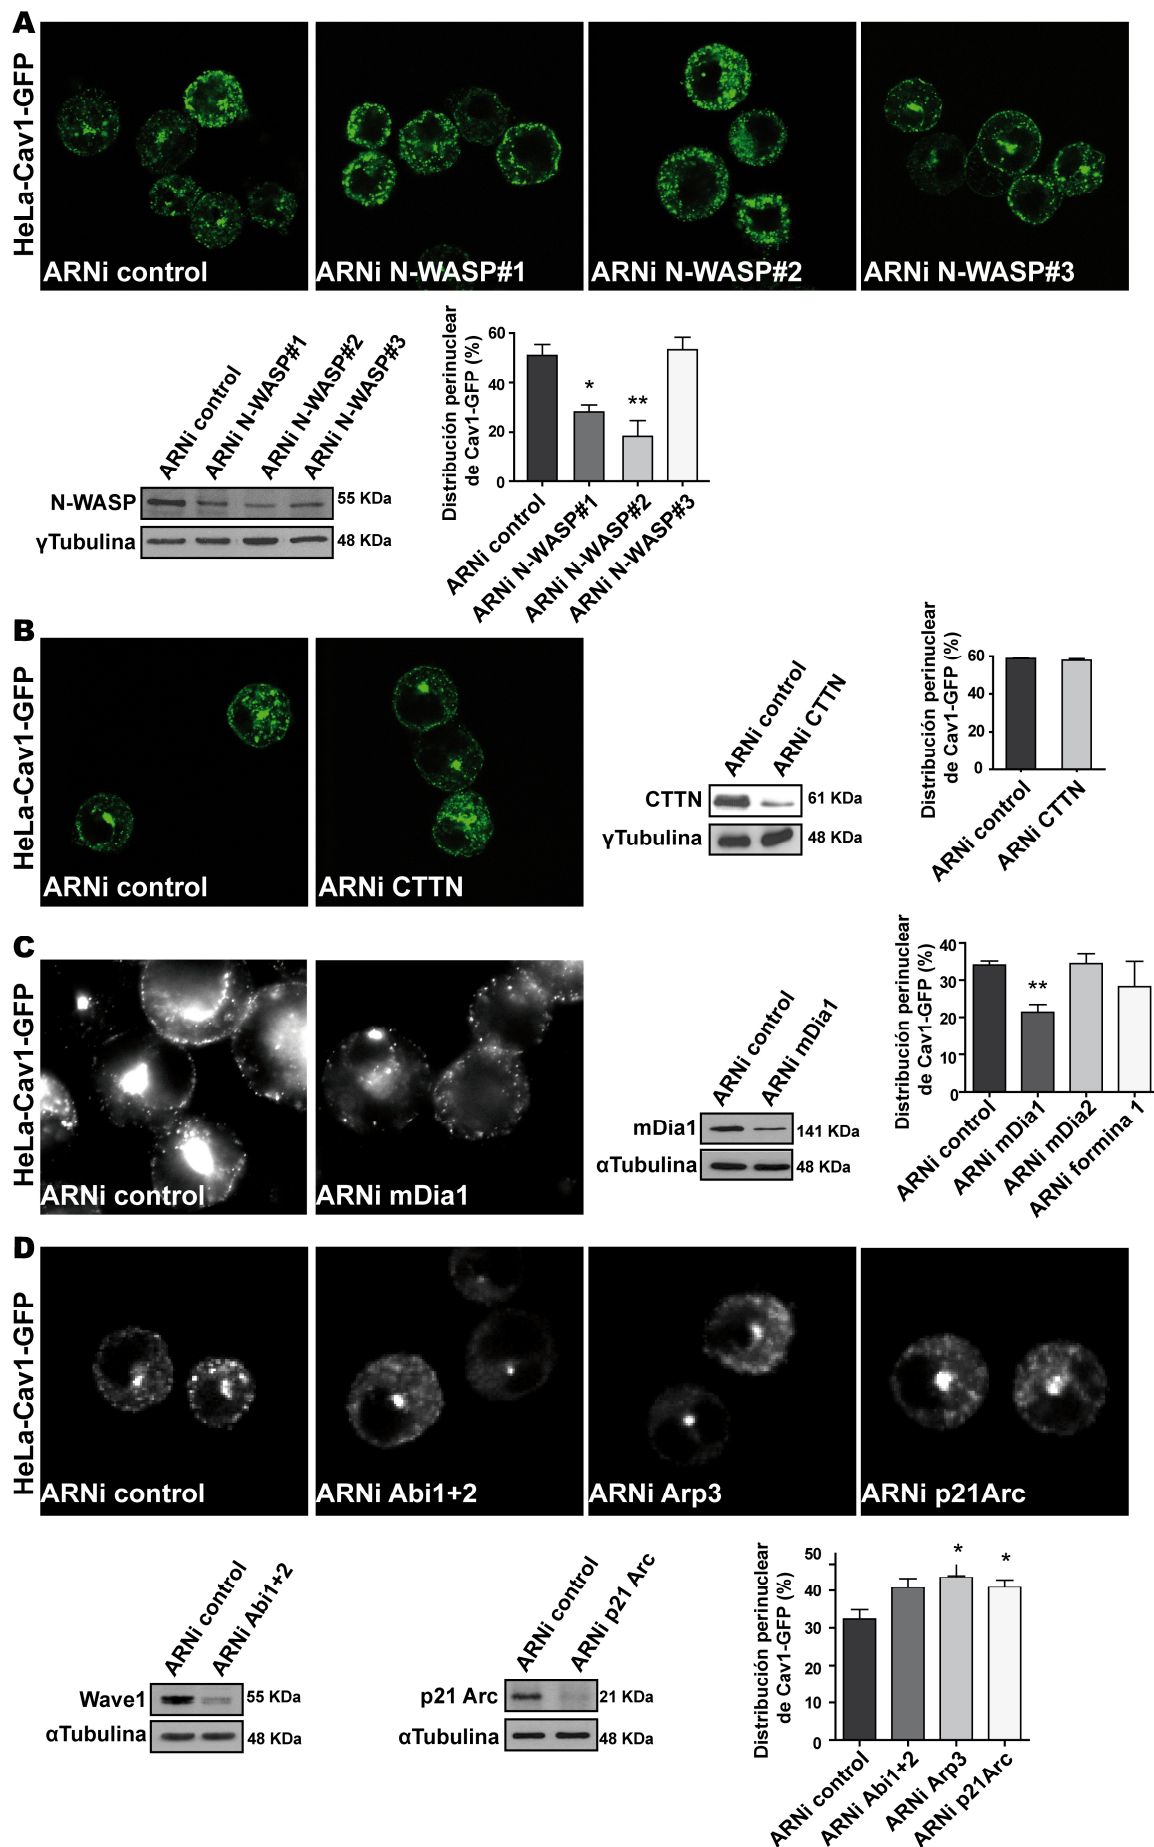 A
HeLa-Cav1-GFP
ARNi control
ARNi N-WASP#1
ARNi N-WASP#2
ARNi N-WASP#3
ARNi control
ARNi N-WASP#1
ARNi N-WASP#2
ARNi N-WASP#3
N-WASP
55 KDa
γTubulina
48 KDa
Distribución perinuclear
de Cav1-GFP (%)
60
40
20
0
*
**
ARNi control
ARNi N-WASP#1
ARNi N-WASP#2
ARNi N-WASP#3
B
HeLa-Cav1-GFP
ARNi control
ARNi CTTN
ARNi control
ARNi CTTN
CTTN
61 KDa
γTubulina
48 KDa
Distribución perinuclear
de Cav1-GFP (%)
60
40
20
0
ARNi control
ARNi CTTN
C
HeLa-Cav1-GFP
ARNi control
ARNi mDia1
ARNi control
ARNi mDia1
mDia1
141 KDa
αTubulina
48 KDa
Distribución perinuclear
de Cav1-GFP (%)
40
30
20
10
0
**
ARNi control
ARNi mDia1
ARNi mDia2
ARNi formina 1
D
HeLa-Cav1-GFP
ARNi control
ARNi Abi1+2
ARNi Arp3
ARNi p21Arc
ARNi control
ARNi Abi1+2
Wave1
55 KDa
αTubulina
48 KDa
ARNi control
ARNi p21 Arc
p21 Arc
21 KDa
αTubulina
48 KDa
Distribución perinuclear
de Cav1-GFP (%)
50
40
30
20
10
0
*
*
ARNi control
ARNi Abi1+2
ARNi Arp3
ARNi p21Arc